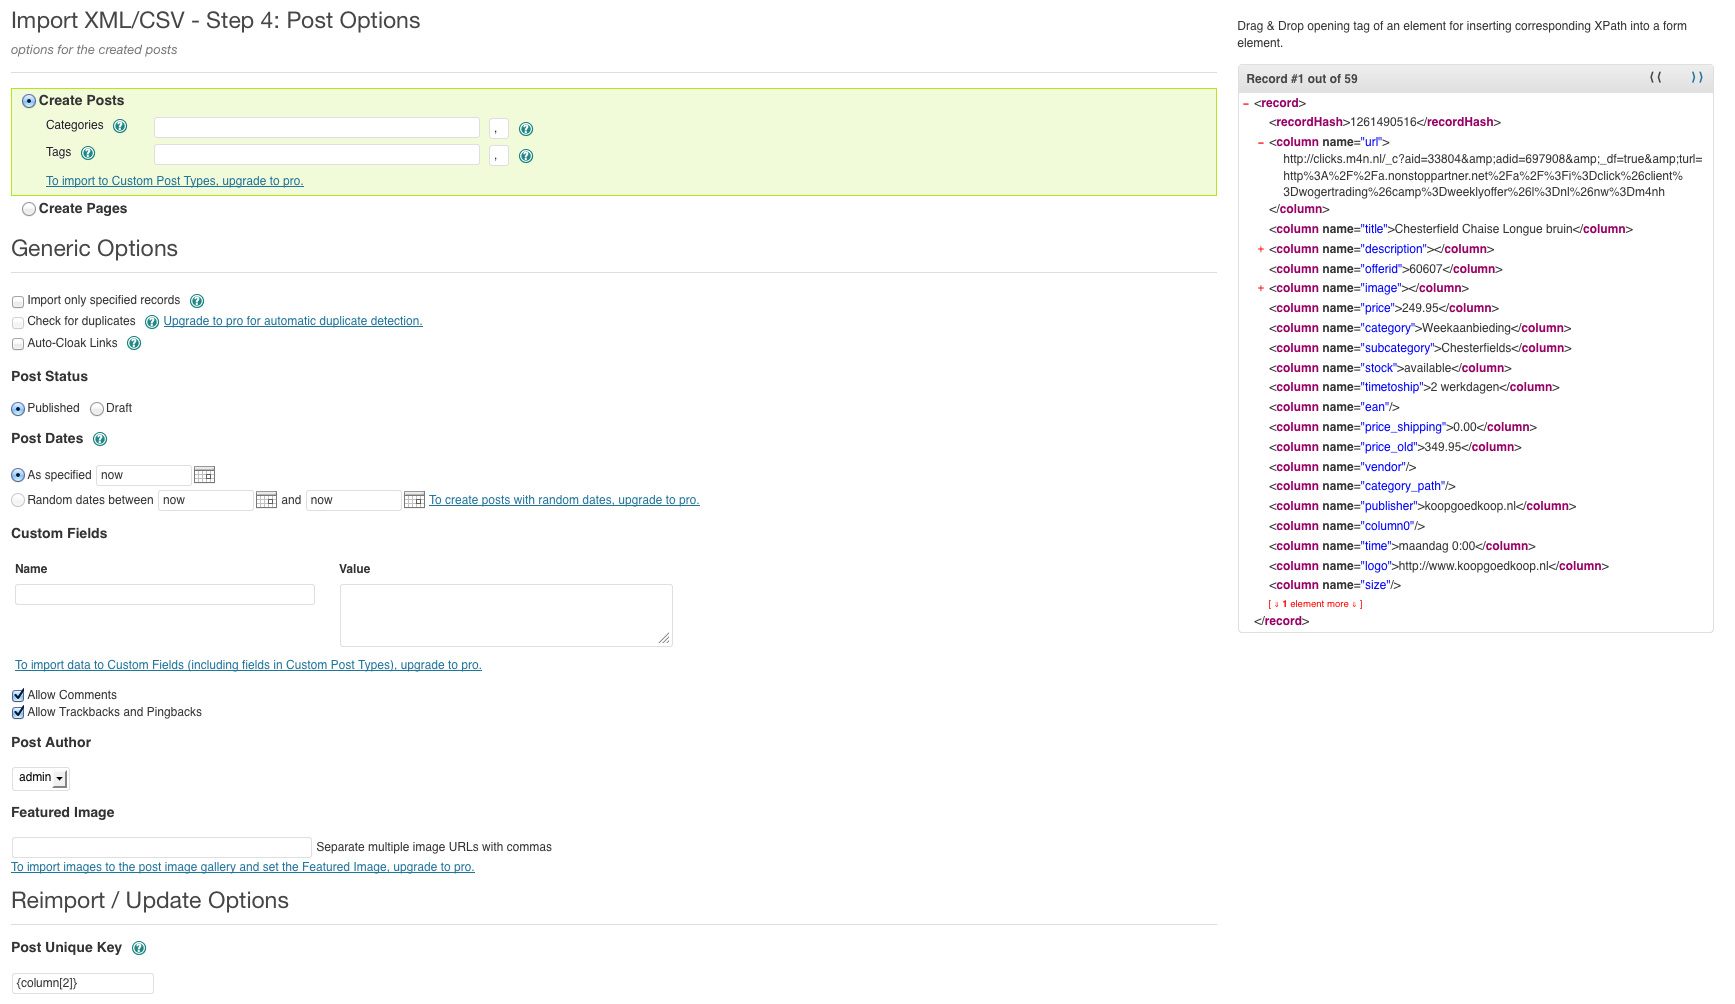 Import XML/CSV - Step 4: Post Options
options for the created posts
Create Posts
Categories ? ,  ?
Tags ? ,  ?
To import to Custom Post Types, upgrade to pro.
Create Pages
Generic Options
Import only specified records ?
Check for duplicates ? Upgrade to pro for automatic duplicate detection.
Auto-Cloak Links ?
Post Status
Published Draft
Post Dates ?
As specified now
Random dates between now and now To create posts with random dates, upgrade to pro.
Custom Fields
Name Value
To import data to Custom Fields (including fields in Custom Post Types), upgrade to pro.
Allow Comments
Allow Trackbacks and Pingbacks
Post Author
admin
Featured Image
Separate multiple image URLs with commas
To import images to the post image gallery and set the Featured Image, upgrade to pro.
Reimport / Update Options
Post Unique Key ?
{column[2]}
Drag & Drop opening tag of an element for inserting corresponding XPath into a form
element.
Record #1 out of 59 ⟨⟨ ⟩⟩
− <record>
<recordHash>1261490516</recordHash>
− <column name="url">
http://clicks.m4n.nl/_c?aid=33804&amp;adid=697908&amp;_df=true&amp;turl=
http%3A%2F%2Fa.nonstoppartner.net%2Fa%2F%3Fi%3Dclick%26client%
3Dwogertrading%26camp%3Dweeklyoffer%26l%3Dnl%26nw%3Dm4nh
</column>
<column name="title">Chesterfield Chaise Longue bruin</column>
+ <column name="description"></column>
<column name="offerid">60607</column>
+ <column name="image"></column>
<column name="price">249.95</column>
<column name="category">Weekaanbieding</column>
<column name="subcategory">Chesterfields</column>
<column name="stock">available</column>
<column name="timetoship">2 werkdagen</column>
<column name="ean"/>
<column name="price_shipping">0.00</column>
<column name="price_old">349.95</column>
<column name="vendor"/>
<column name="category_path"/>
<column name="publisher">koopgoedkoop.nl</column>
<column name="column0"/>
<column name="time">maandag 0:00</column>
<column name="logo">http://www.koopgoedkoop.nl</column>
<column name="size"/>
[ ↓ 1 element more ↓ ]
</record>